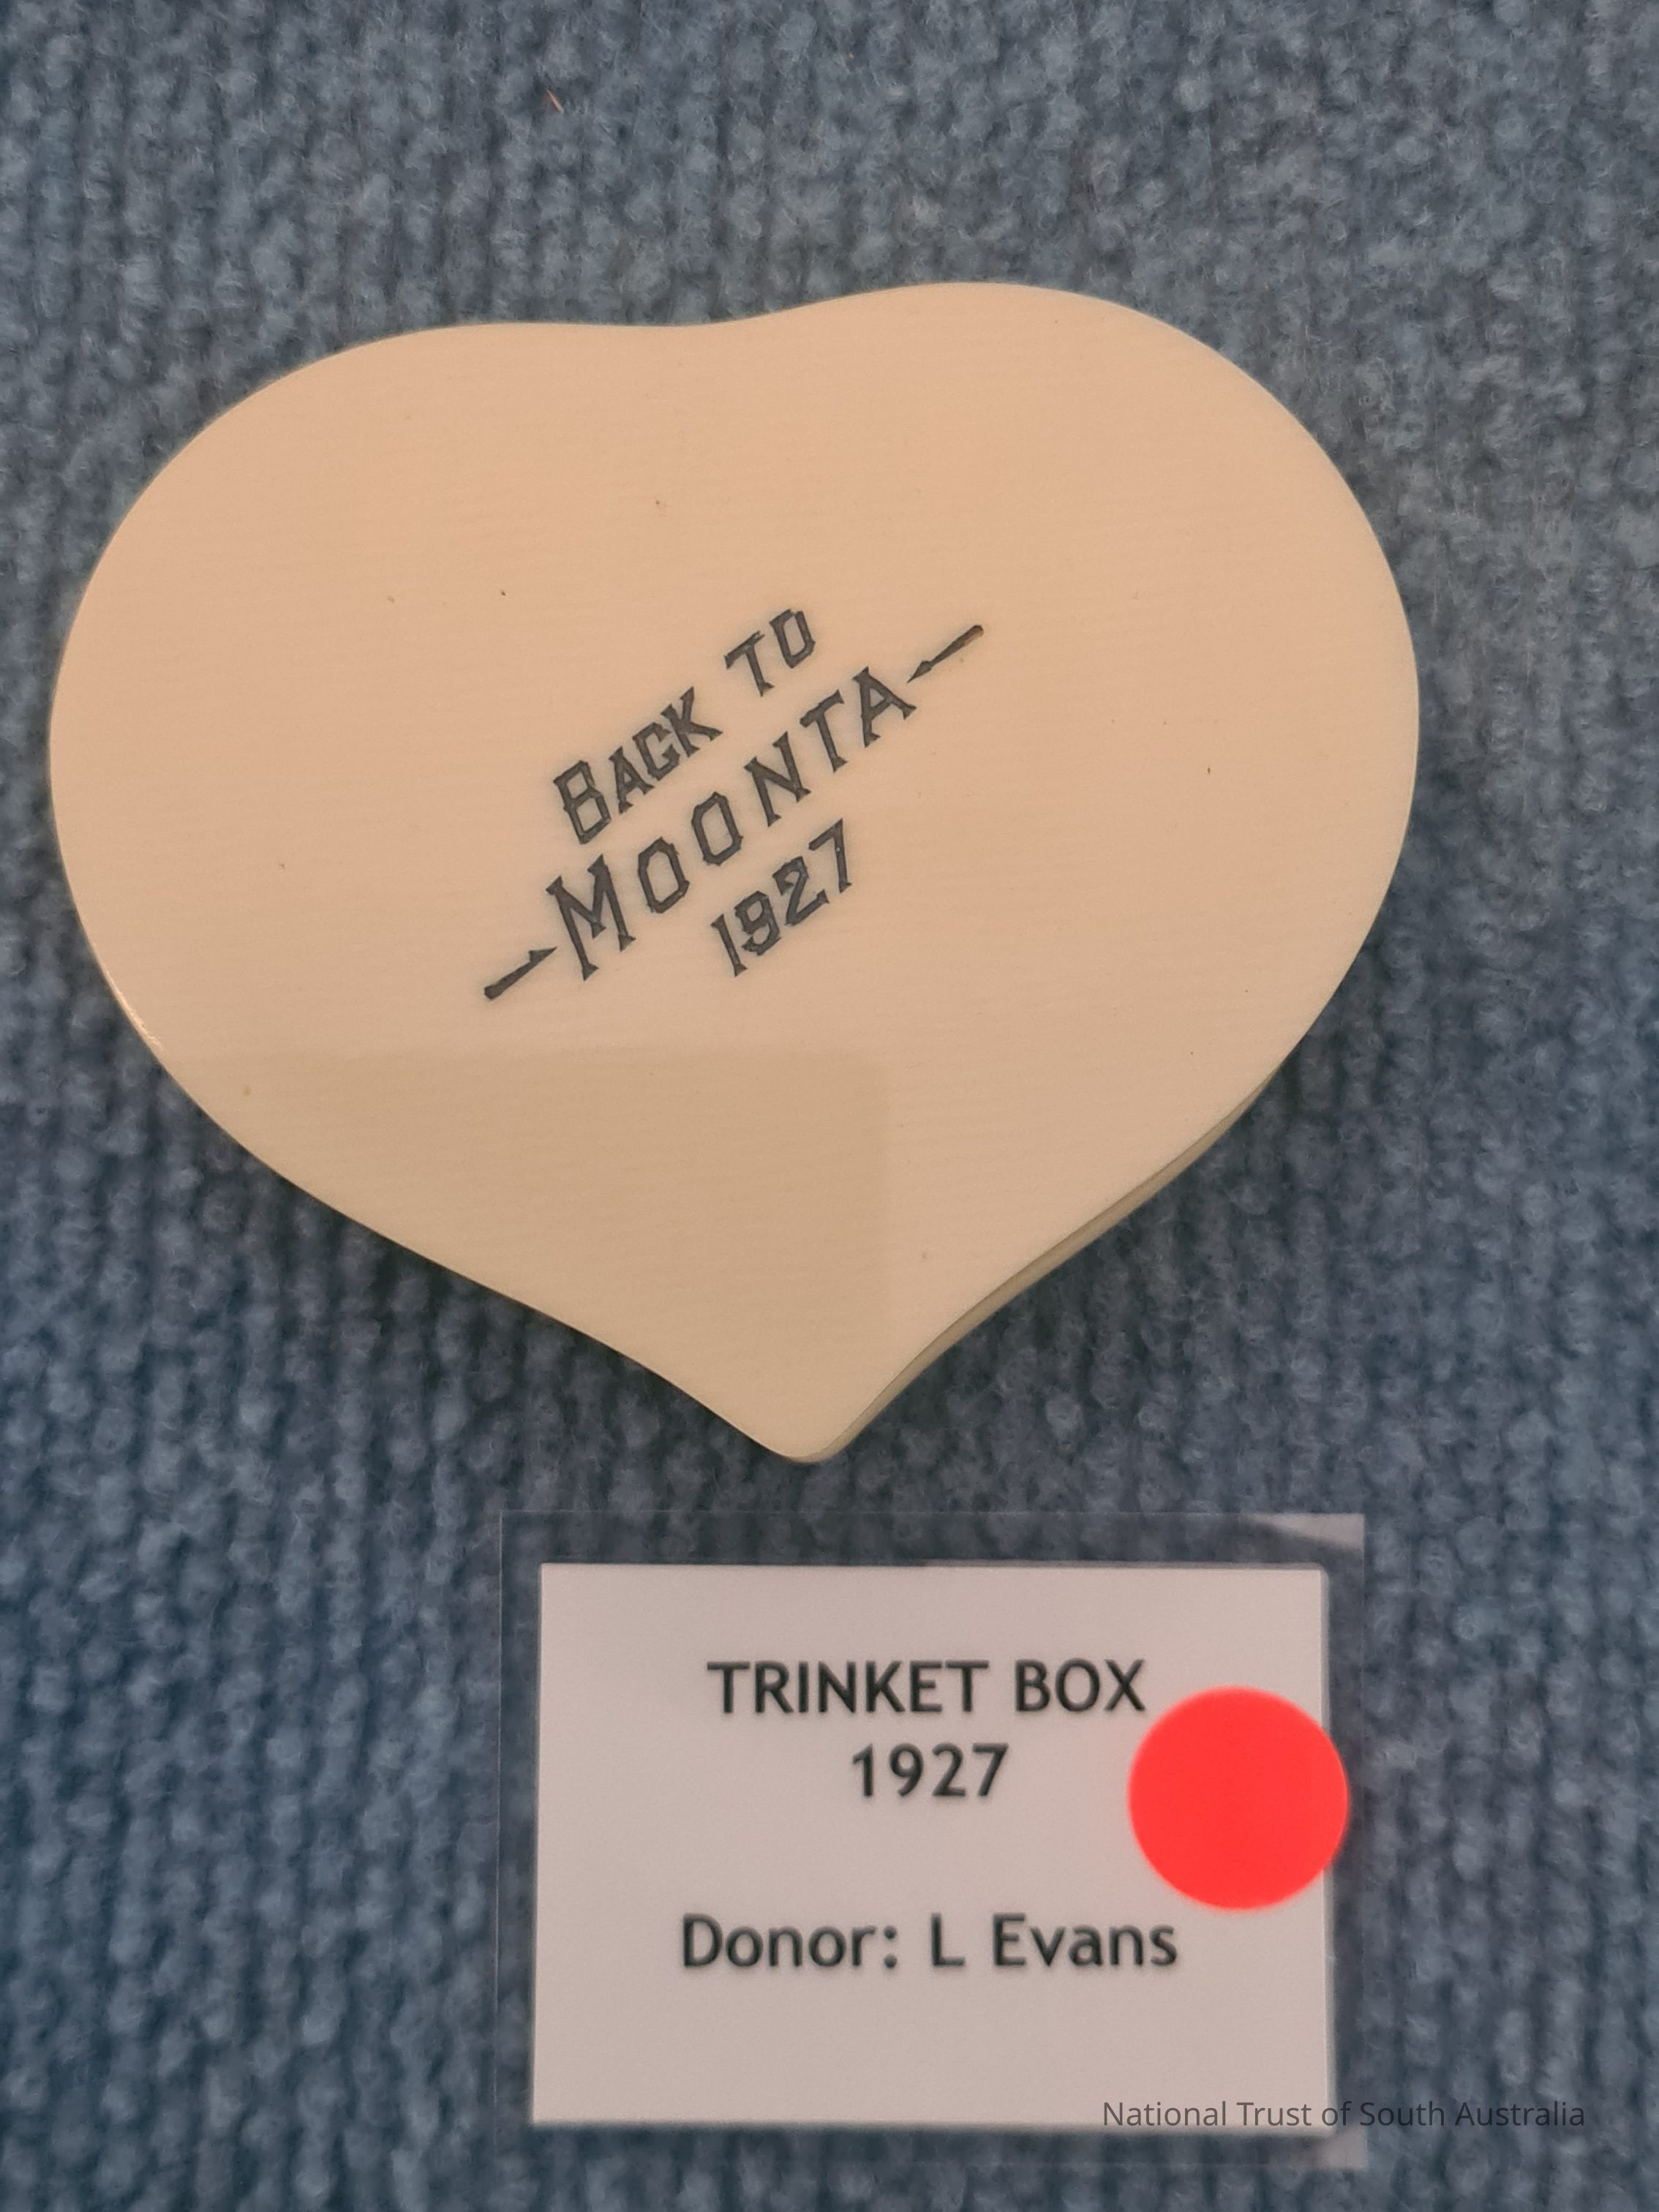 BACK TO
MOONTA
1927
TRINKET BOX
1927
Donor: L Evans
National Trust of South Australia